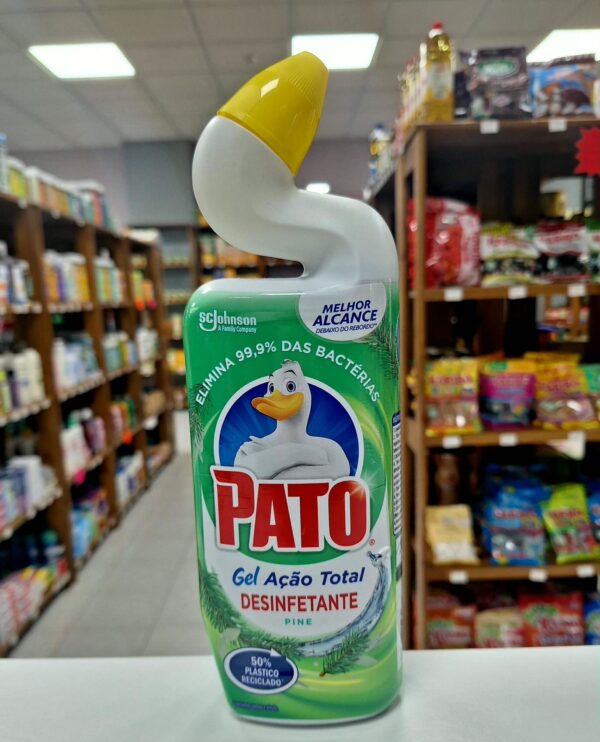 SC Johnson
A Family Company
MELHOR
ALCANCE
DEBAIXO DO REBORDO
ELIMINA 99,9% DAS BACTÉRIAS
PATO
Gel Ação Total
DESINFETANTE
PINE
50%
PLÁSTICO
RECICLADO